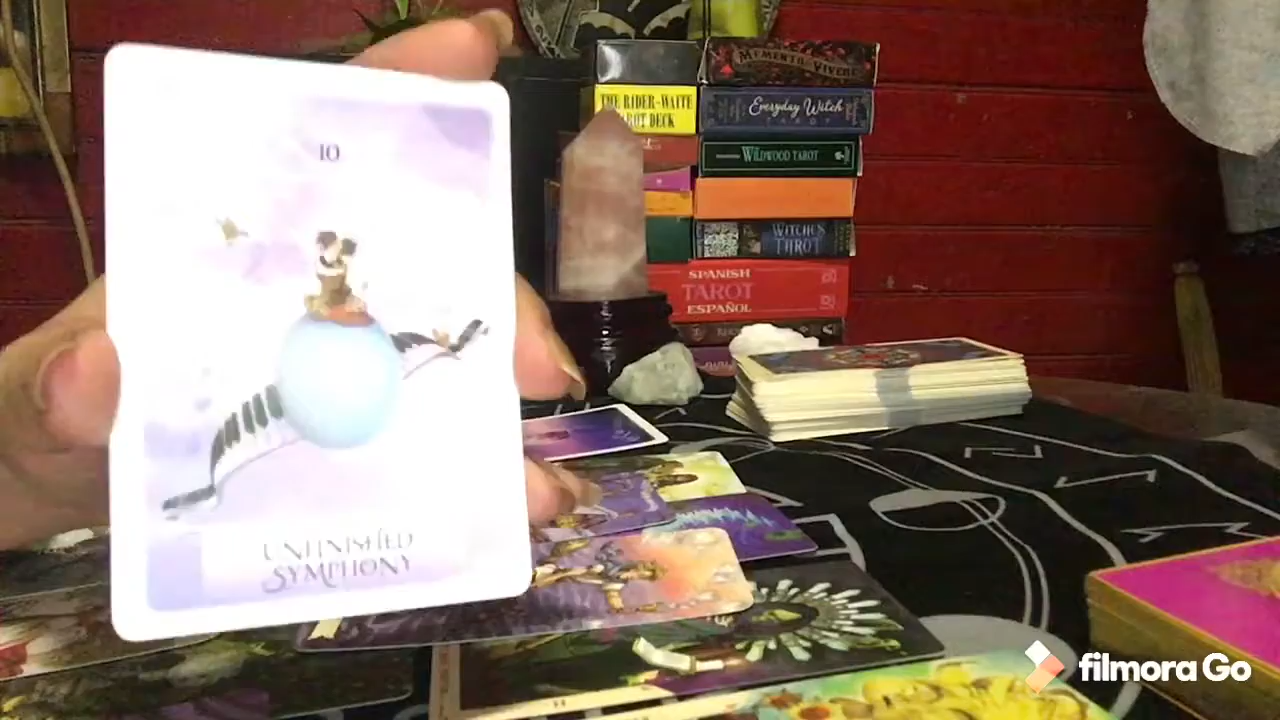 10
UNFINISHED
SYMPHONY
MEMENTO VIVERE
THE RIDER-WAITE
TAROT DECK
Everyday Witch
WILDWOOD TAROT
WITCHES
TAROT
SPANISH
TAROT
ESPAÑOL
filmora Go